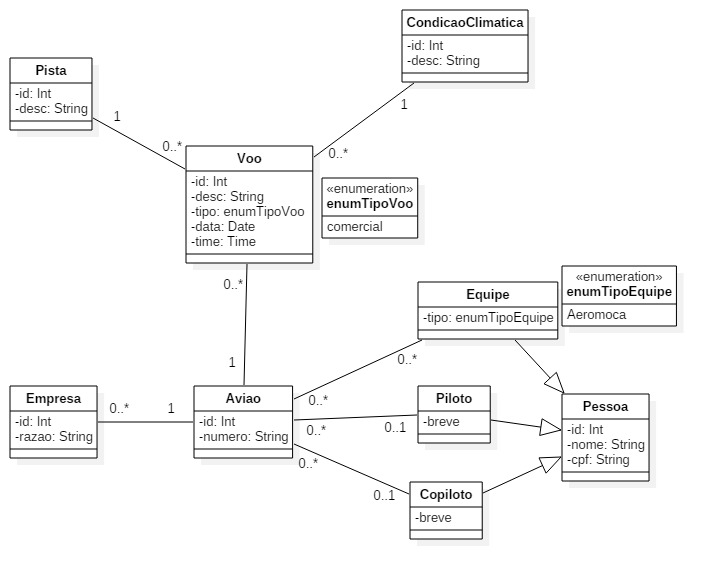 CondicaoClimatica
-id: Int
-desc: String
1
0..*
Pista
-id: Int
-desc: String
1
0..*
Voo
-id: Int
-desc: String
-tipo: enumTipoVoo
-data: Date
-time: Time
«enumeration»
enumTipoVoo
comercial
0..*
1
Equipe
-tipo: enumTipoEquipe
«enumeration»
enumTipoEquipe
Aeromoca
0..*
0..*
Empresa
-id: Int
-razao: String
0..*
1
Aviao
-id: Int
-numero: String
Piloto
-breve
0..*
0..1
Pessoa
-id: Int
-nome: String
-cpf: String
0..*
0..1
Copiloto
-breve